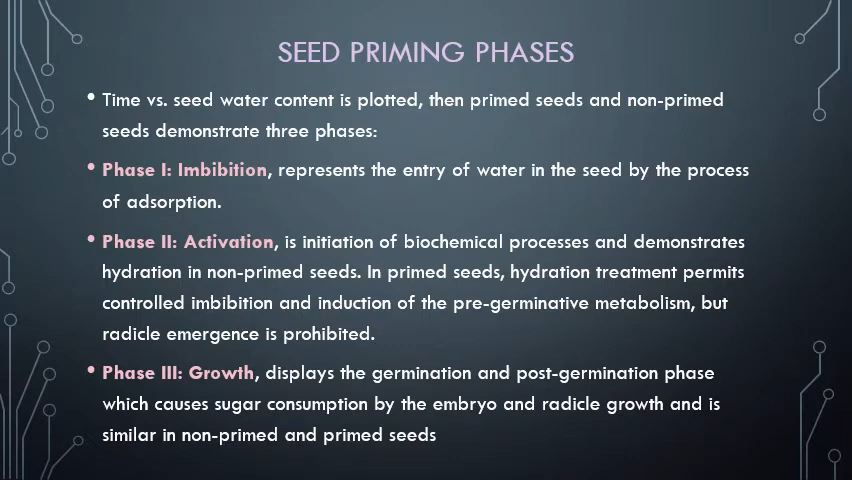 SEED PRIMING PHASES
• Time vs. seed water content is plotted, then primed seeds and non-primed
seeds demonstrate three phases:
• Phase I: Imbibition, represents the entry of water in the seed by the process
of adsorption.
• Phase II: Activation, is initiation of biochemical processes and demonstrates
hydration in non-primed seeds. In primed seeds, hydration treatment permits
controlled imbibition and induction of the pre-germinative metabolism, but
radicle emergence is prohibited.
• Phase III: Growth, displays the germination and post-germination phase
which causes sugar consumption by the embryo and radicle growth and is
similar in non-primed and primed seeds